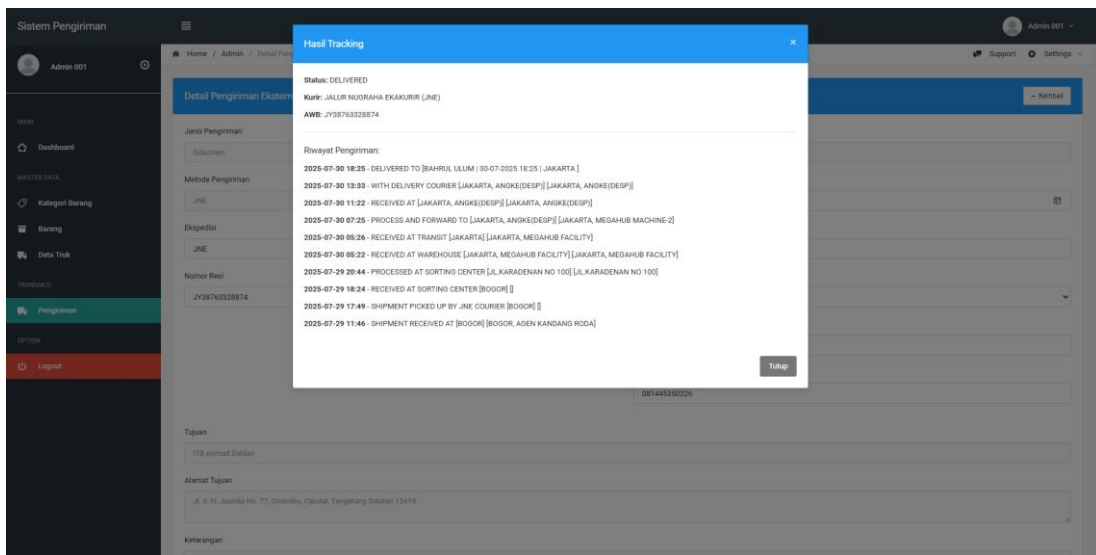 Sistem Pengiriman
Admin 001
Admin 001
Home / Admin / Detail Peng
Support
Settings
MAIN
Dashboard
MASTER DATA
Kategori Barang
Barang
Data Truk
TRANSAKSI
Pengiriman
OPTION
Logout
Detail Pengiriman Ekstern
← Kembali
Jenis Pengiriman
Dokumen
Metode Pengiriman
JNE
Ekspedisi
JNE
Nomor Resi
JY38763328874
Hasil Tracking
×
Status: DELIVERED
Kurir: JALUR NUGRAHA EKAKURIR (JNE)
AWB: JY38763328874
Riwayat Pengiriman:
2025-07-30 18:25 - DELIVERED TO [BAHRUL ULUM | 30-07-2025 18:25 | JAKARTA ]
2025-07-30 13:33 - WITH DELIVERY COURIER [JAKARTA, ANGKE(DESP)] [JAKARTA, ANGKE(DESP)]
2025-07-30 11:22 - RECEIVED AT [JAKARTA, ANGKE(DESP)] [JAKARTA, ANGKE(DESP)]
2025-07-30 07:25 - PROCESS AND FORWARD TO [JAKARTA, ANGKE(DESP)] [JAKARTA, MEGAHUB MACHINE-2]
2025-07-30 05:26 - RECEIVED AT TRANSIT [JAKARTA] [JAKARTA, MEGAHUB FACILITY]
2025-07-30 05:22 - RECEIVED AT WAREHOUSE [JAKARTA, MEGAHUB FACILITY] [JAKARTA, MEGAHUB FACILITY]
2025-07-29 20:44 - PROCESSED AT SORTING CENTER [JL.KARADENAN NO 100] [JL.KARADENAN NO 100]
2025-07-29 18:24 - RECEIVED AT SORTING CENTER [BOGOR] []
2025-07-29 17:49 - SHIPMENT PICKED UP BY JNE COURIER [BOGOR] []
2025-07-29 11:46 - SHIPMENT RECEIVED AT [BOGOR] [BOGOR, AGEN KANDANG RODA]
Tutup
081445350226
Tujuan
ITB Ahmad Dahlan
Alamat Tujuan
Jl. Ir. H. Juanda No. 77, Cirendeu, Ciputat, Tangerang Selatan 15419
Keterangan